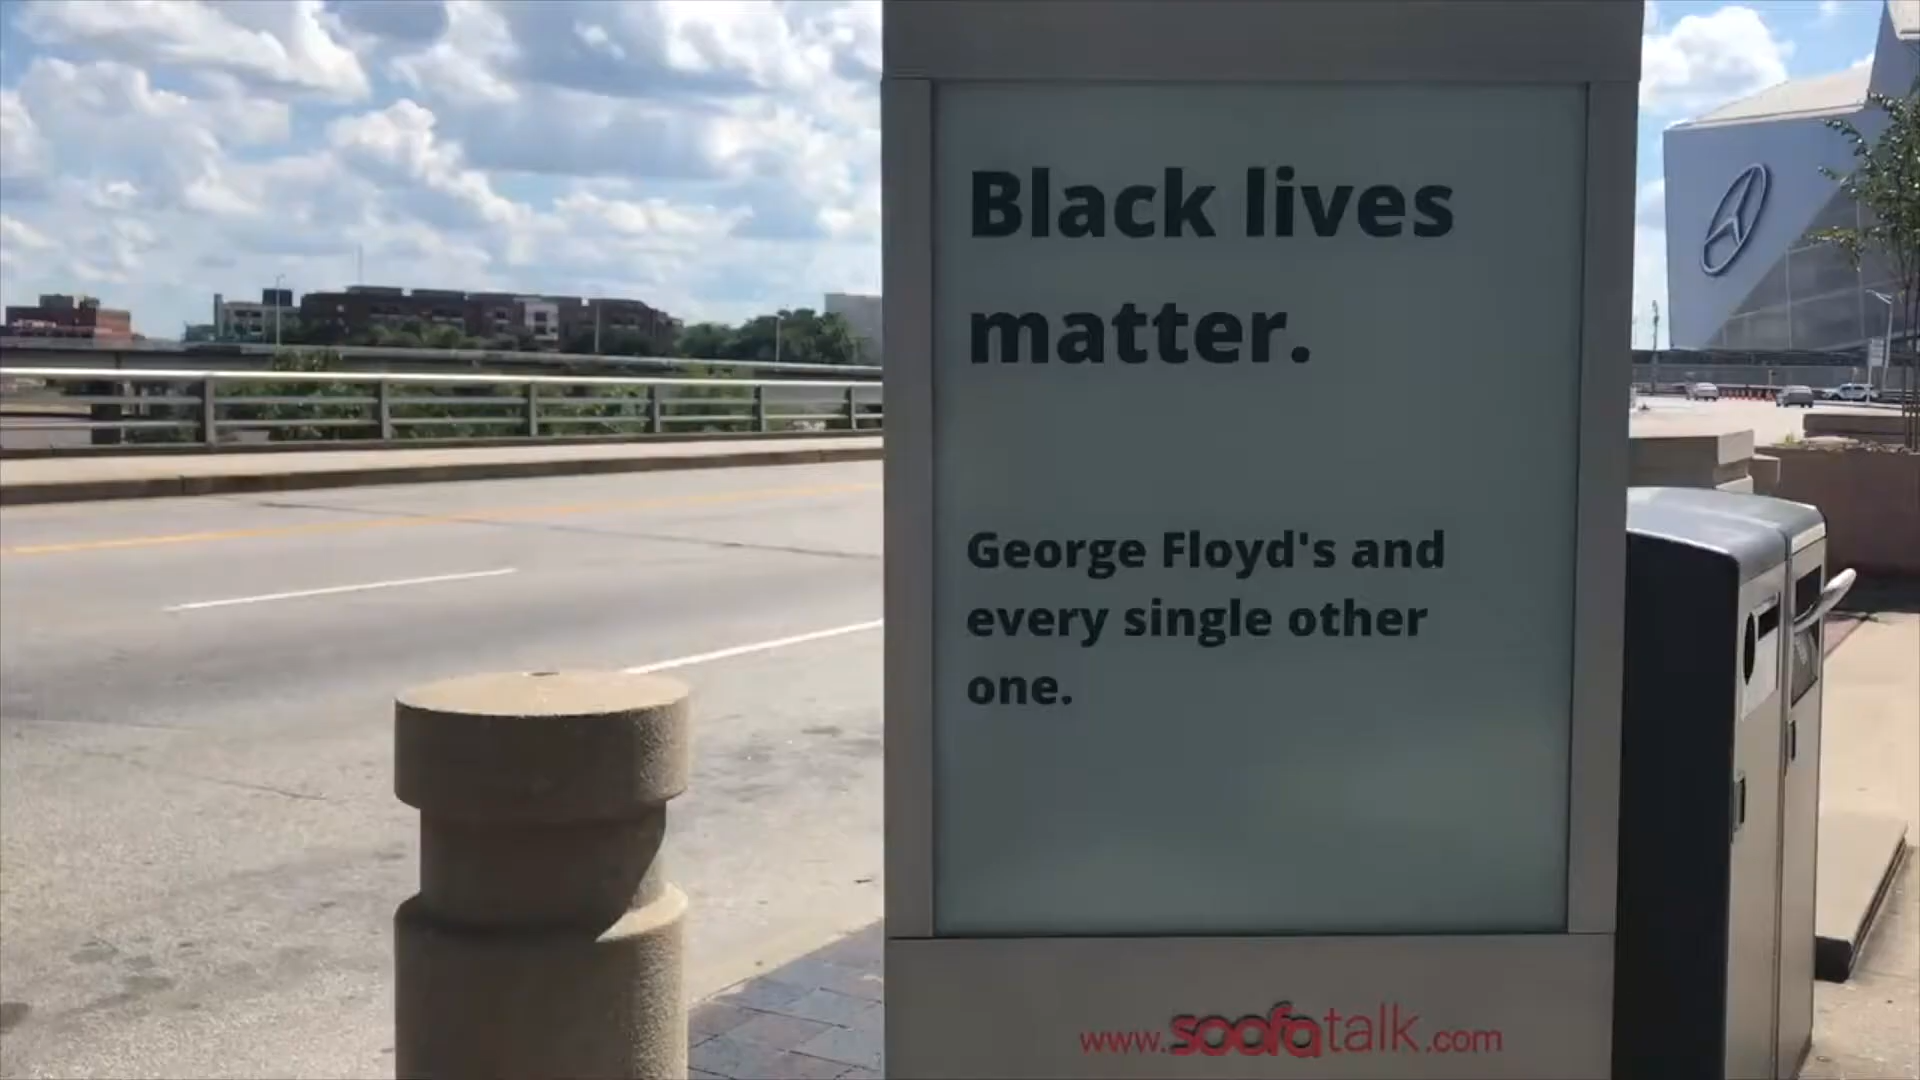 Black lives
matter.
George Floyd's and
every single other
one.
www.soofatalk.com